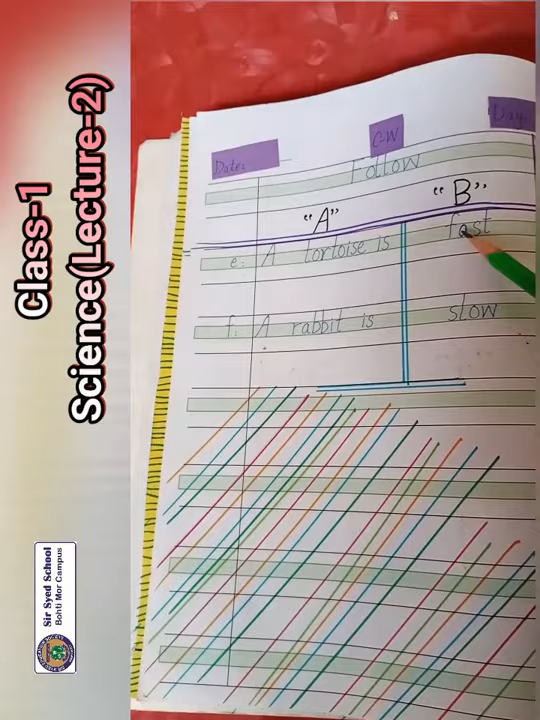 Class-1
Science(Lecture-2)
Sir Syed School
Bohti Mor Campus
Date:
C-W
Day:
Follow
"A" "B"
e. A tortoise is fast
f. A rabbit is slow